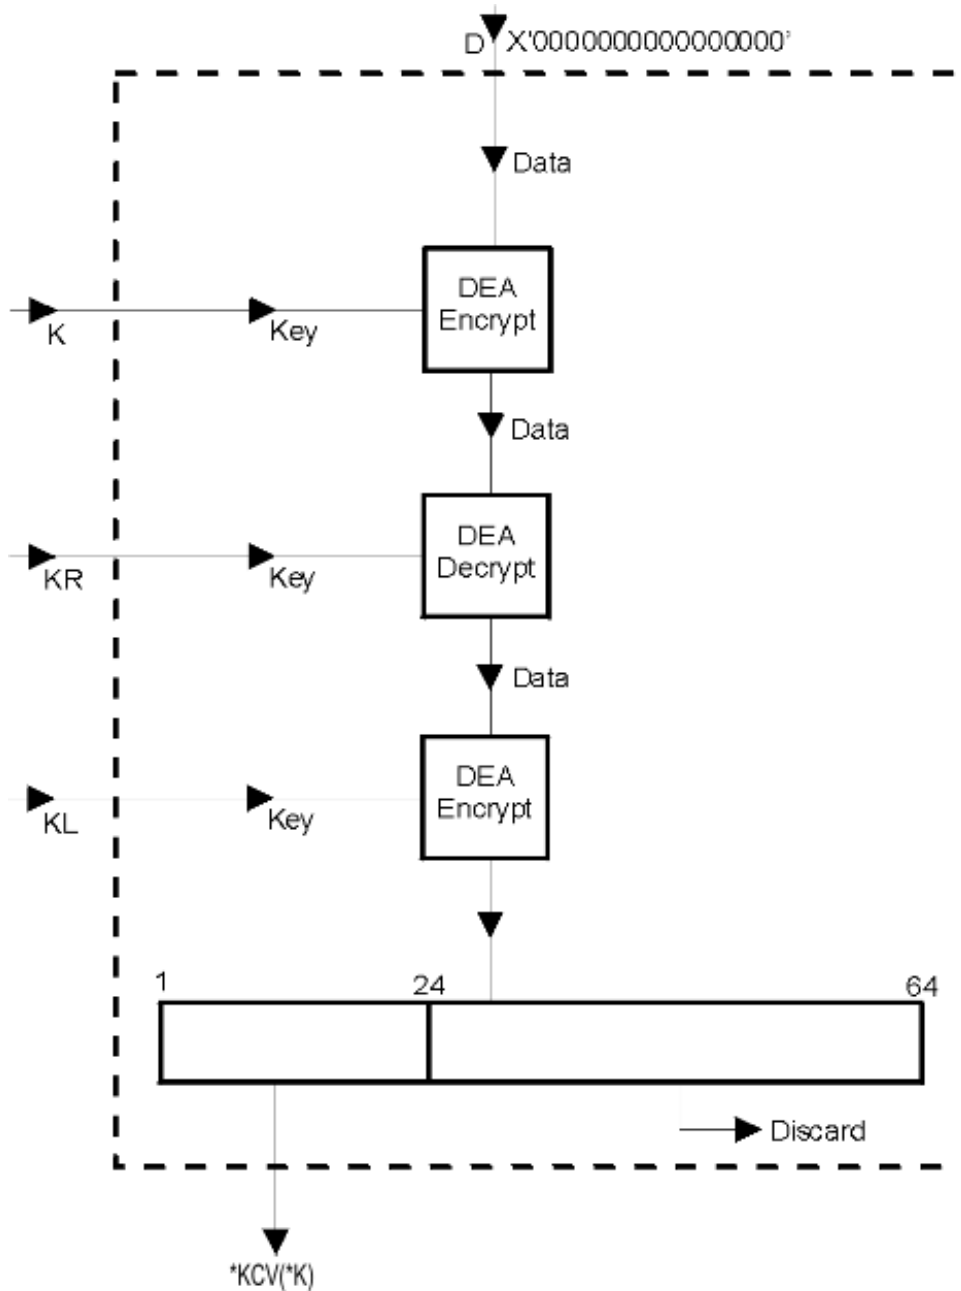 D X'0000000000000000'
Data
DEA
Encrypt
K
Key
Data
DEA
Decrypt
KR
Key
Data
DEA
Encrypt
KL
Key
1 24 64
Discard
*KCV(*K)